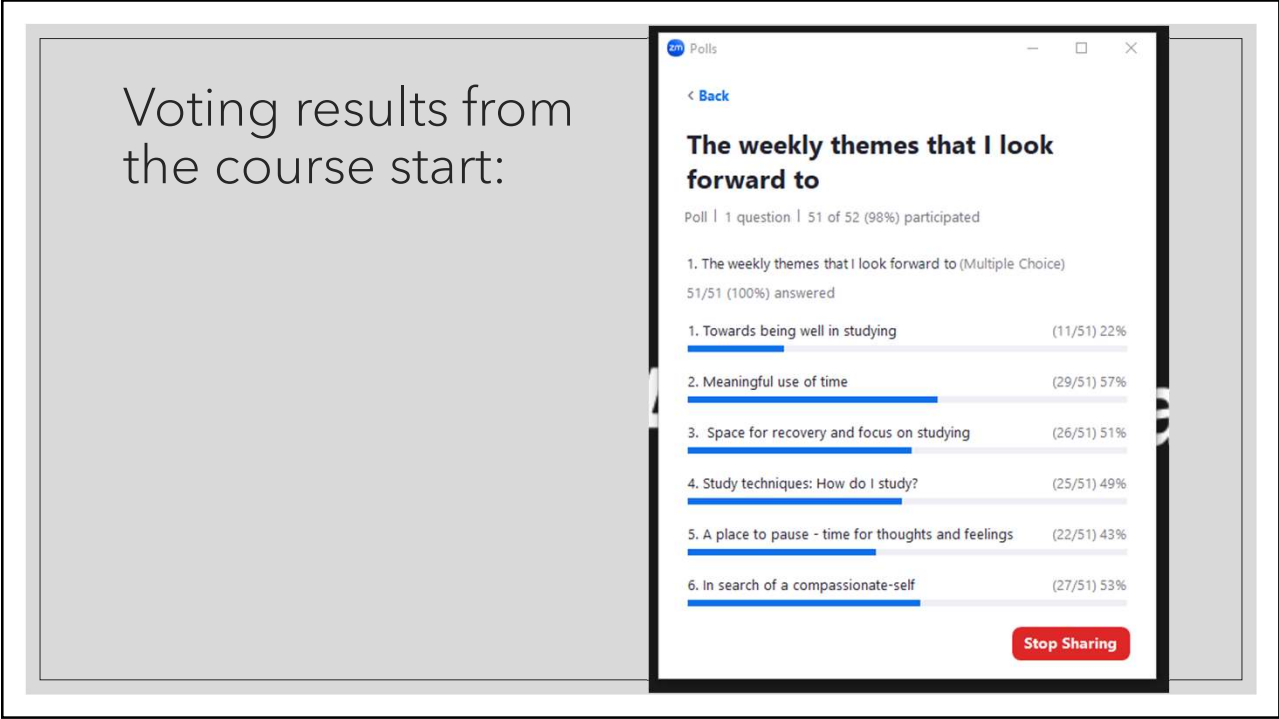 Voting results from
the course start:
zm Polls
< Back
The weekly themes that I look
forward to
Poll | 1 question | 51 of 52 (98%) participated
1. The weekly themes that I look forward to (Multiple Choice)
51/51 (100%) answered
1. Towards being well in studying (11/51) 22%
2. Meaningful use of time (29/51) 57%
3. Space for recovery and focus on studying (26/51) 51%
4. Study techniques: How do I study? (25/51) 49%
5. A place to pause - time for thoughts and feelings (22/51) 43%
6. In search of a compassionate-self (27/51) 53%
Stop Sharing